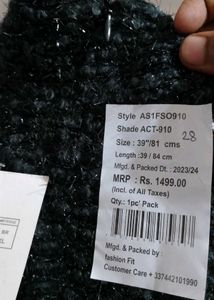 Style AS1FSO910
Shade ACT-910
28
Size : 39"/81 cms
Length : 39 / 84 cm
Mfgd. & Packed Dt. : 2023/24
MRP : Rs. 1499.00
(Incl. of All Taxes)
Qty.: 1pc' Pack
Mfgd. & Packed by :
fashion Fit
Customer Care + 337442101990
BR